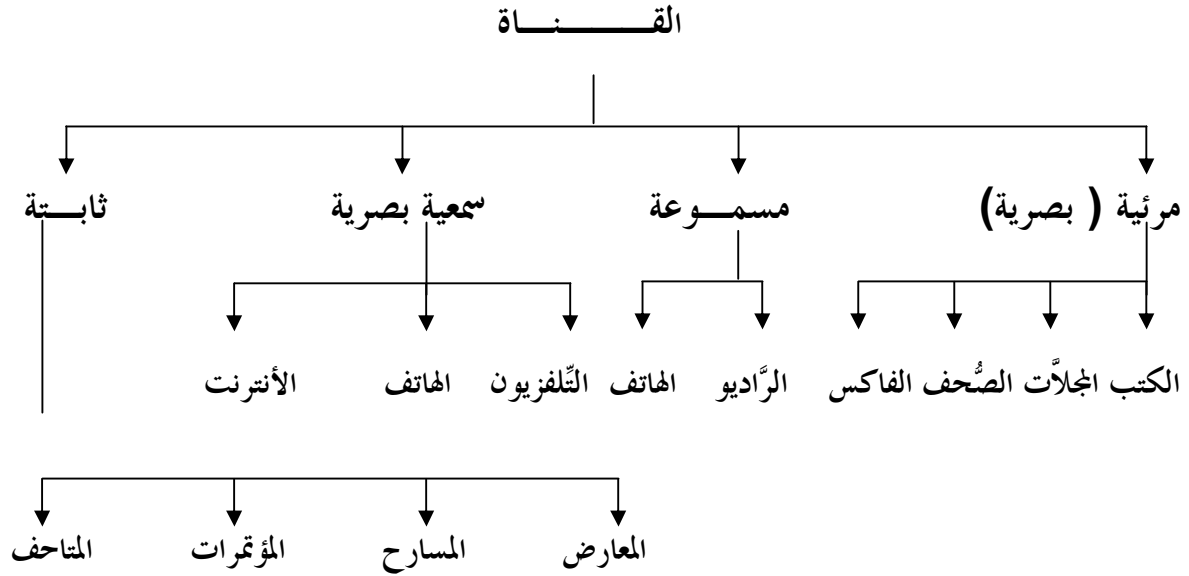 القـــــنـــاة
مرئية ( بصرية) مسمـــوعة سمعية بصرية ثابـــتة
الكتب المجلاَّت الصُّحف الفاكس الرَّاديو الهاتف التِّلفزيون الهاتف الأنترنت
المعارض المسارح المؤتمرات المتاحف